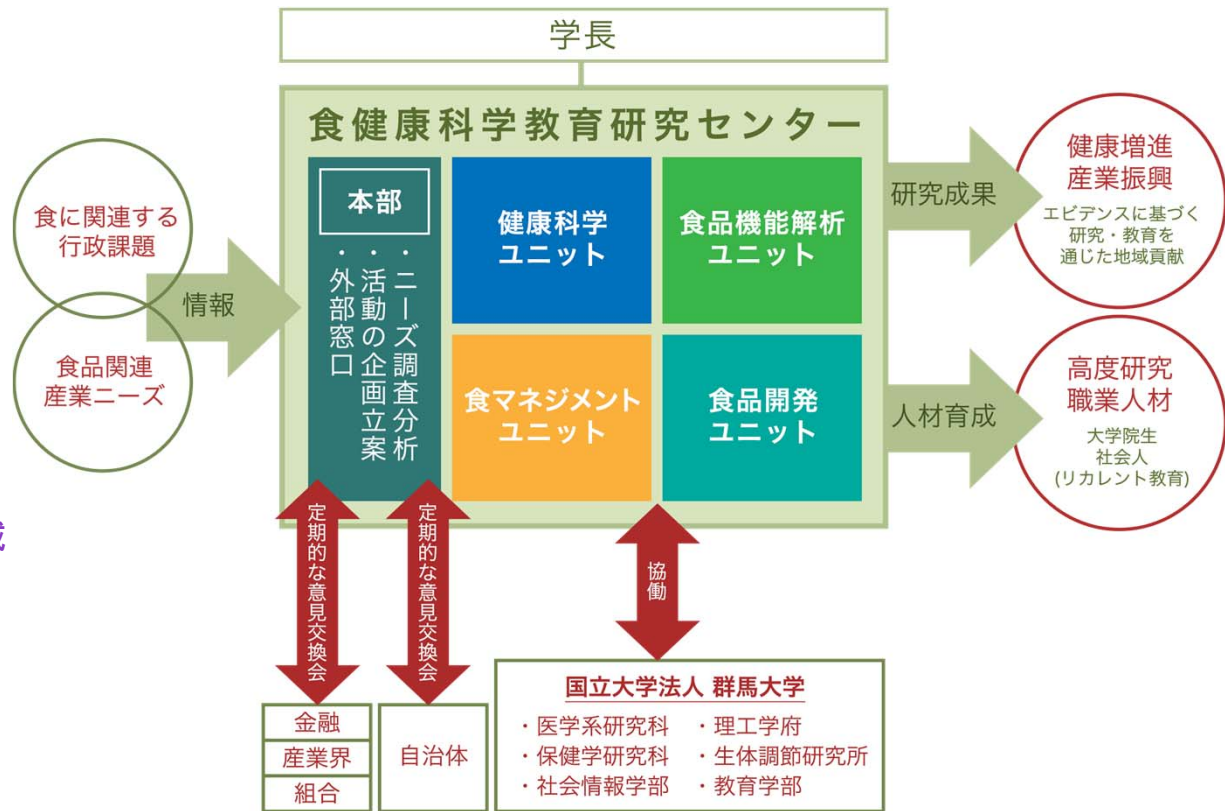 学長
食健康科学教育研究センター
食に関連する
行政課題
食品関連
産業ニーズ
情報
本部
・ニーズ調査分析
・活動の企画立案
・外部窓口
健康科学
ユニット
食品機能解析
ユニット
食マネジメント
ユニット
食品開発
ユニット
研究成果
健康増進
産業振興
エビデンスに基づく
研究・教育を
通じた地域貢献
人材育成
高度研究
職業人材
大学院生
社会人
(リカレント教育)
定期的な意見交換会
定期的な意見交換会
協働
金融
産業界
組合
自治体
国立大学法人 群馬大学
・医学系研究科
・保健学研究科
・社会情報学部
・理工学府
・生体調節研究所
・教育学部